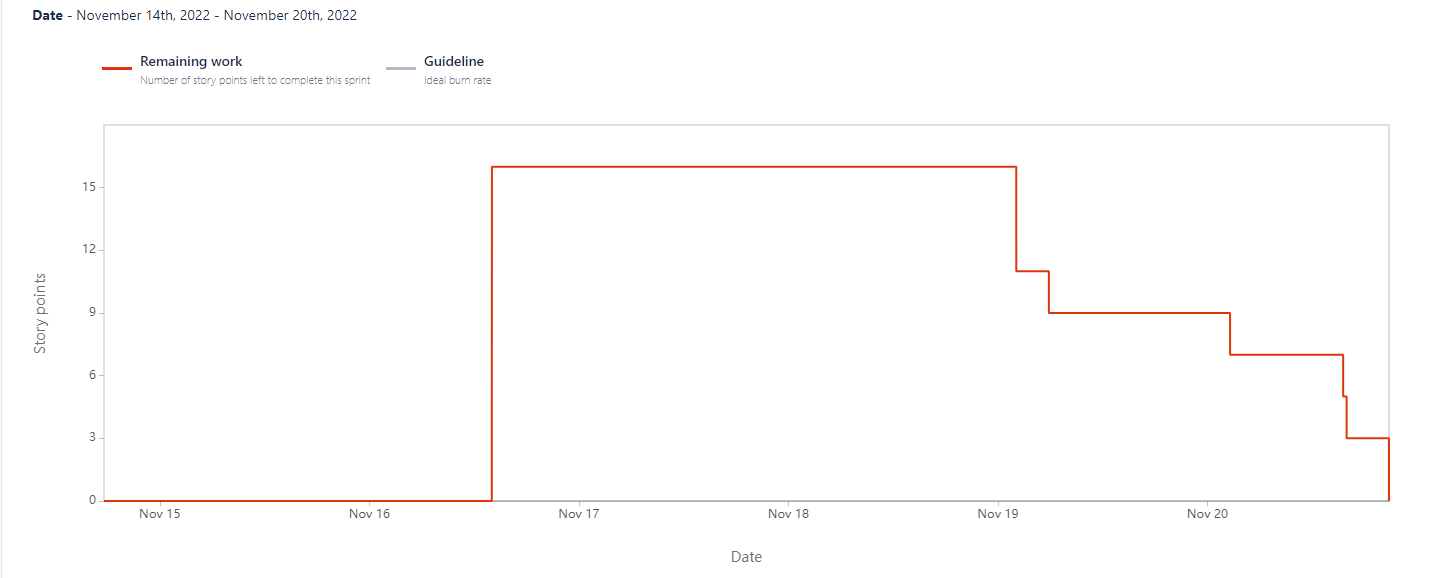 Date - November 14th, 2022 - November 20th, 2022
Remaining work
Number of story points left to complete this sprint
Guideline
Ideal burn rate
Story points
15
12
9
6
3
0
Nov 15 Nov 16 Nov 17 Nov 18 Nov 19 Nov 20
Date